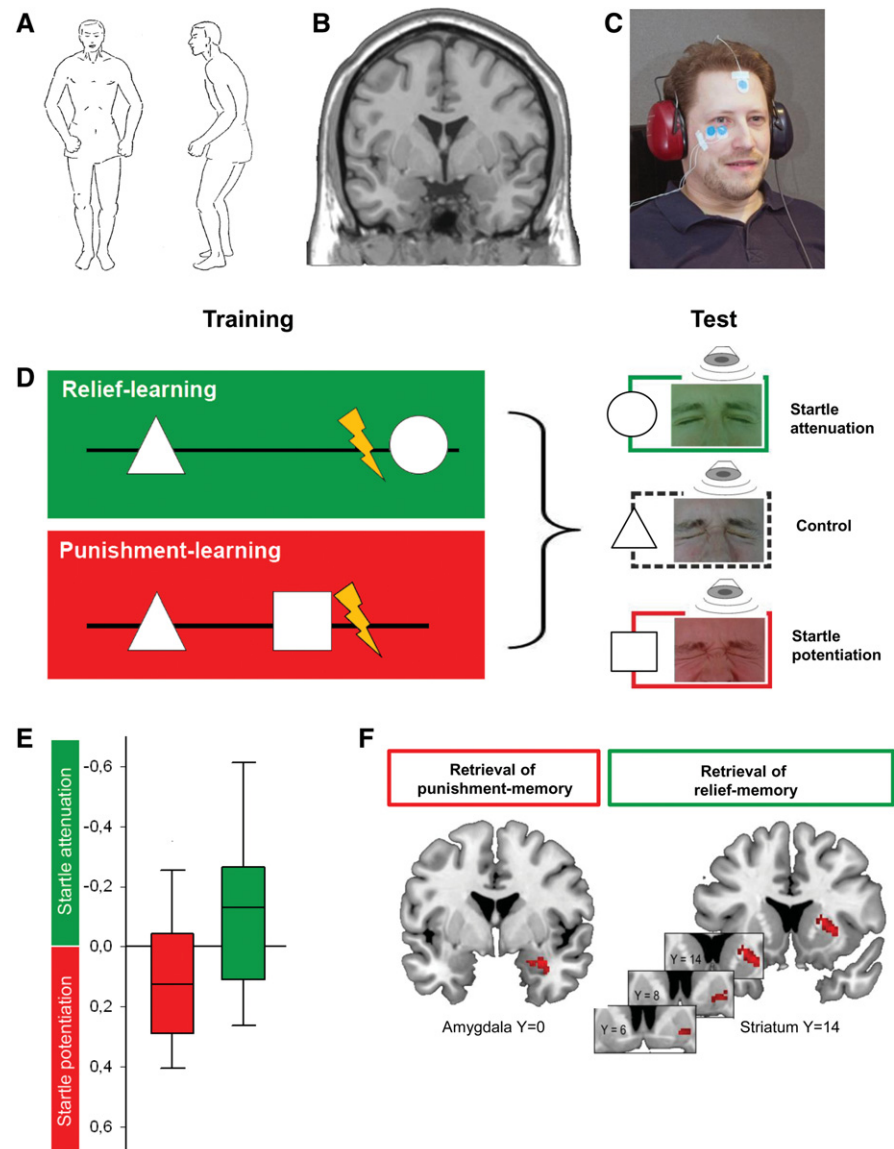 A
B
C
Training
Test
D
Relief-learning
Startle
attenuation
Control
Punishment-learning
Startle
potentiation
E
Startle attenuation
Startle potentiation
-0,6
-0,4
-0,2
0,0
0,2
0,4
0,6
F
Retrieval of
punishment-memory
Retrieval of
relief-memory
Y = 14
Y = 8
Y = 6
Amygdala Y=0
Striatum Y=14